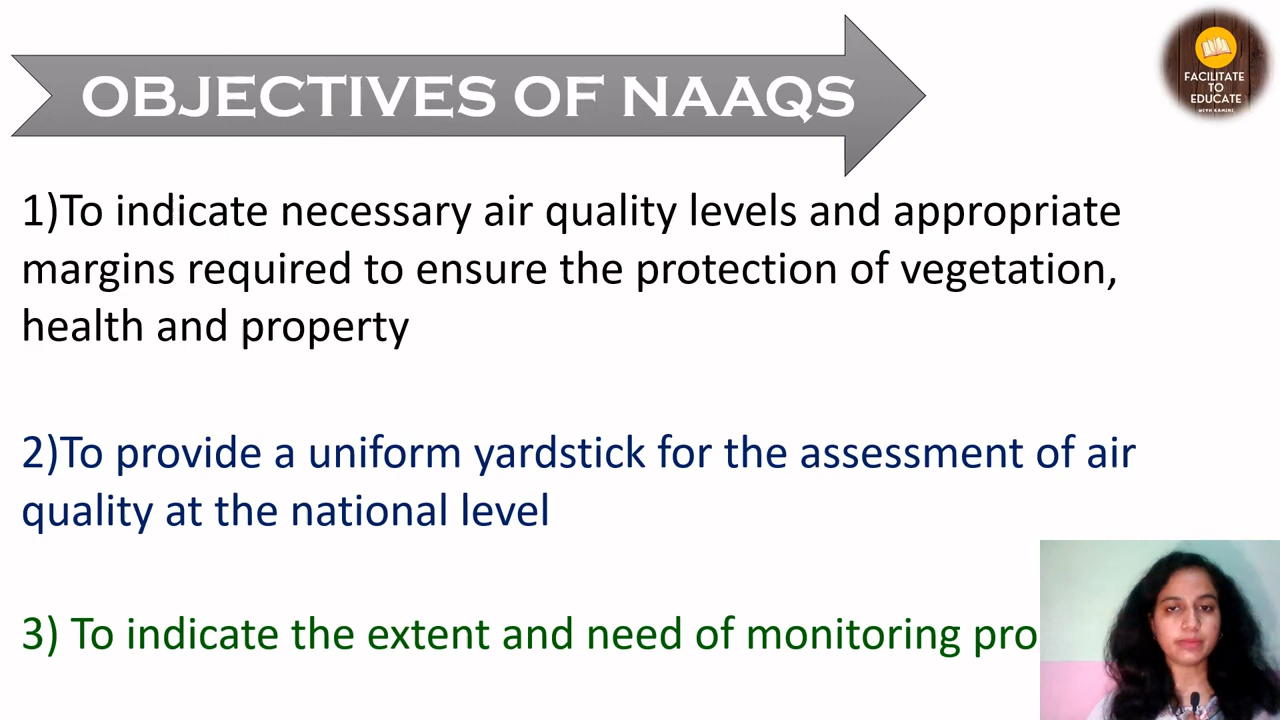 OBJECTIVES OF NAAQS
FACILITATE
TO
EDUCATE
WITH KAMINI
1)To indicate necessary air quality levels and appropriate
margins required to ensure the protection of vegetation,
health and property
2)To provide a uniform yardstick for the assessment of air
quality at the national level
3) To indicate the extent and need of monitoring pro